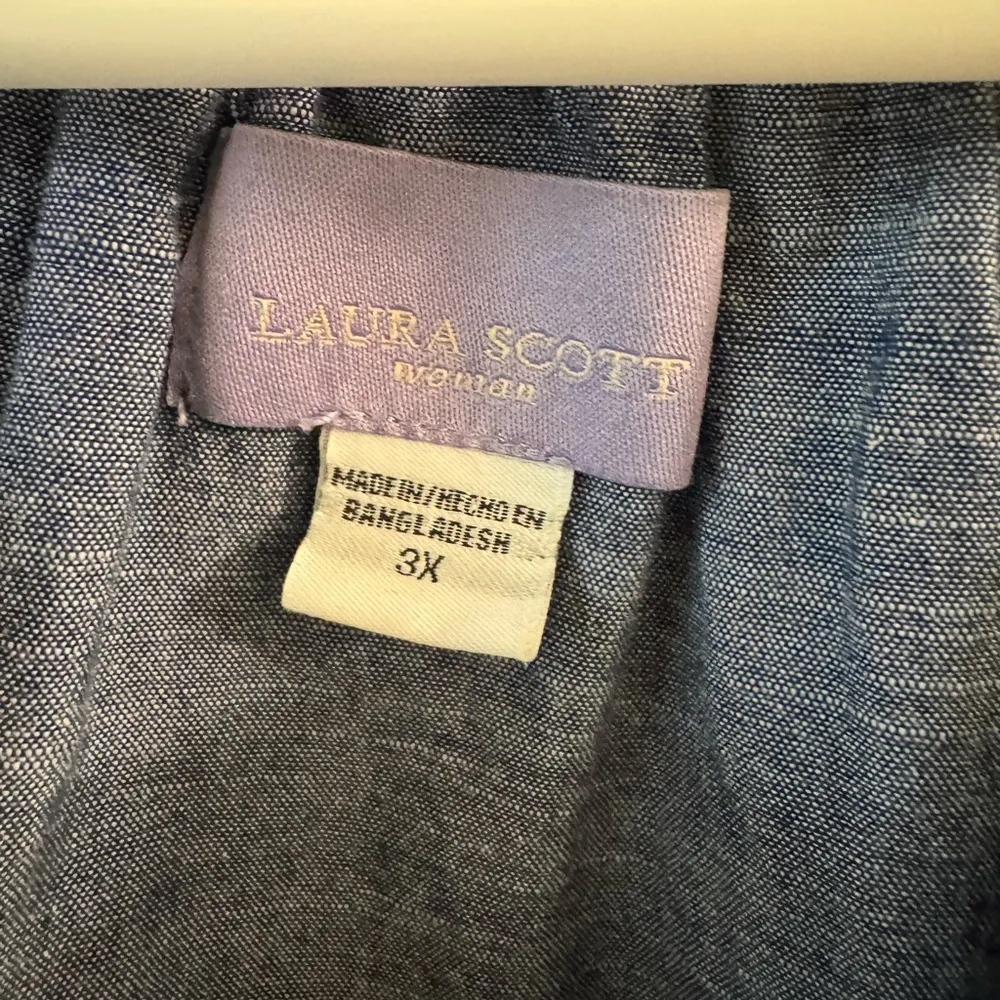 LAURA SCOTT
woman
MADE IN/HECHO EN
BANGLADESH
3X